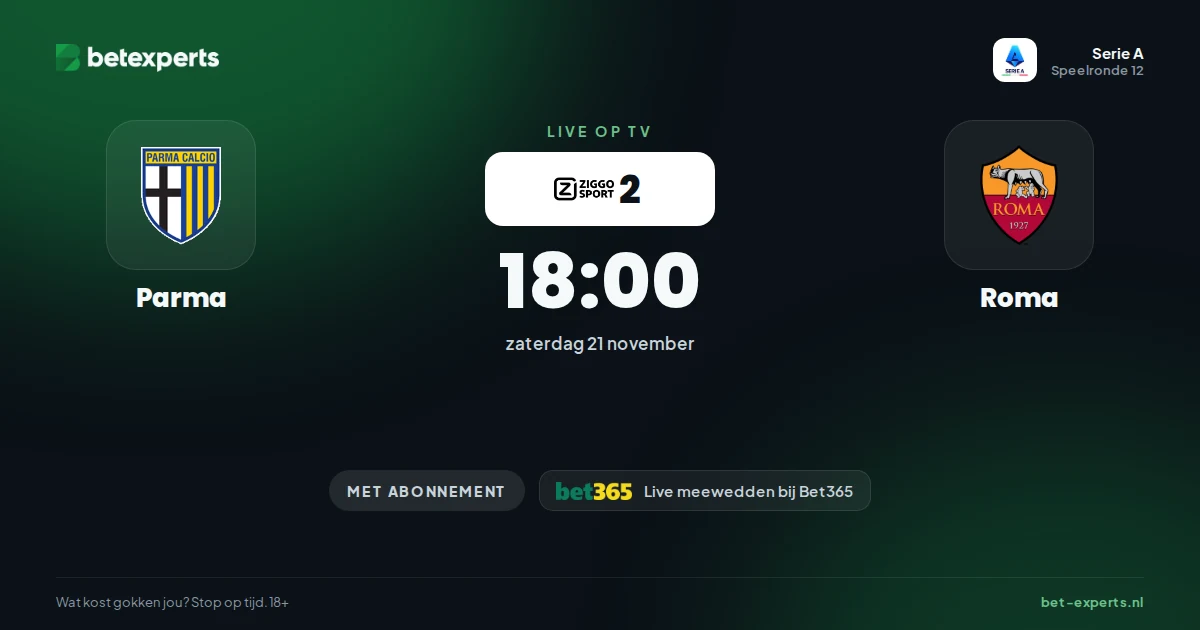 betexperts
Serie A
Speelronde 12
SERIE A
LIVE OP TV
PARMA CALCIO
ZIGGO
SPORT 2
ROMA
1927
18:00
Parma
Roma
zaterdag 21 november
MET ABONNEMENT
bet365 Live meewedden bij Bet365
Wat kost gokken jou? Stop op tijd. 18+
bet-experts.nl